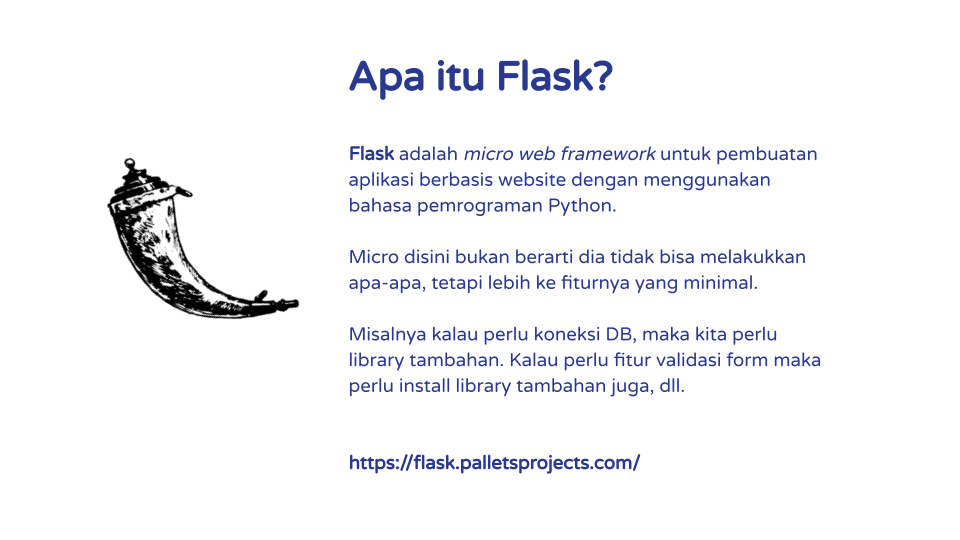 Apa itu Flask?
Flask adalah micro web framework untuk pembuatan
aplikasi berbasis website dengan menggunakan
bahasa pemrograman Python.
Micro disini bukan berarti dia tidak bisa melakukkan
apa-apa, tetapi lebih ke fiturnya yang minimal.
Misalnya kalau perlu koneksi DB, maka kita perlu
library tambahan. Kalau perlu fitur validasi form maka
perlu install library tambahan juga, dll.
https://flask.palletsprojects.com/